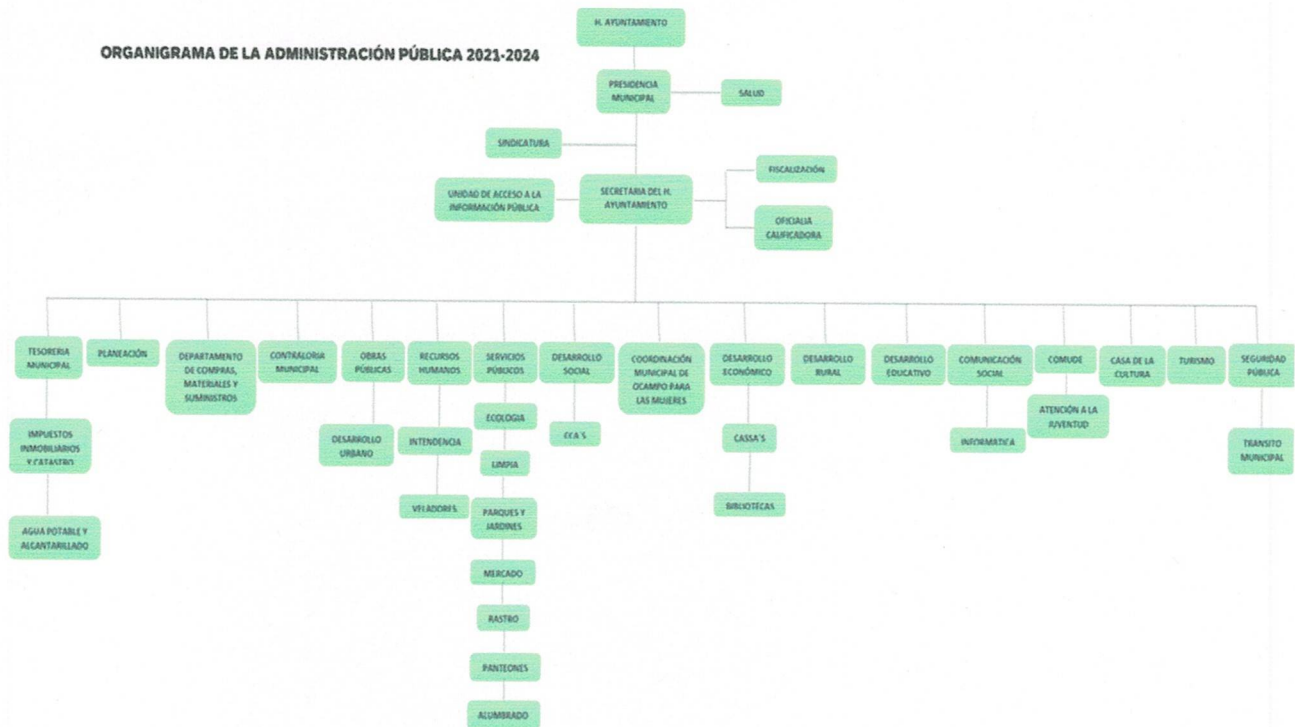 H. AYUNTAMIENTO
ORGANIGRAMA DE LA ADMINISTRACIÓN PÚBLICA 2021-2024
PRESIDENCIA
MUNICIPAL
SALUD
SINDICATURA
FISCALIZACIÓN
UNIDAD DE ACCESO A LA
INFORMACIÓN PÚBLICA
SECRETARIA DEL H.
AYUNTAMIENTO
OFICIALIA
CALIFICADORA
TESORERIA
MUNICIPAL
PLANEACIÓN
DEPARTAMENTO
DE COMPRAS,
MATERIALES Y
SUMINISTROS
CONTRALORIA
MUNICIPAL
OBRAS
PÚBLICAS
RECURSOS
HUMANOS
SERVICIOS
PÚBLICOS
DESARROLLO
SOCIAL
COORDINACIÓN
MUNICIPAL DE
OCAMPO PARA
LAS MUJERES
DESARROLLO
ECONÓMICO
DESARROLLO
RURAL
DESARROLLO
EDUCATIVO
COMUNICACIÓN
SOCIAL
COMUDE
CASA DE LA
CULTURA
TURISMO
SEGURIDAD
PÚBLICA
IMPUESTOS
INMOBILIARIOS
Y CATASTRO
AGUA POTABLE Y
ALCANTARILLADO
DESARROLLO
URBANO
INTENDENCIA
VELADORES
ECOLOGIA
LIMPIA
PARQUES Y
JARDINES
MERCADO
RASTRO
PANTEONES
ALUMBRADO
CCA´S
CASSA´S
BIBLIOTECAS
INFORMATICA
ATENCIÓN A LA
JUVENTUD
TRANSITO
MUNICIPAL